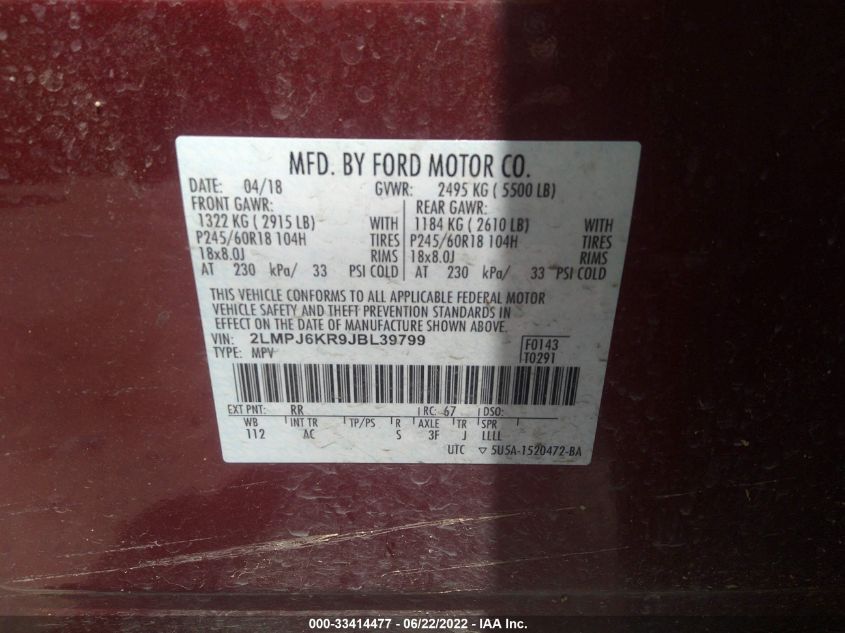 MFD. BY FORD MOTOR CO.
DATE: 04/18 GVWR: 2495 KG ( 5500 LB)
FRONT GAWR: REAR GAWR:
1322 KG ( 2915 LB) WITH 1184 KG ( 2610 LB) WITH
P245/60R18 104H TIRES P245/60R18 104H TIRES
18x8.0J RIMS 18x8.0J RIMS
AT 230 kPa/ 33 PSI COLD AT 230 kPa/ 33 PSI COLD
THIS VEHICLE CONFORMS TO ALL APPLICABLE FEDERAL MOTOR
VEHICLE SAFETY AND THEFT PREVENTION STANDARDS IN
EFFECT ON THE DATE OF MANUFACTURE SHOWN ABOVE.
VIN: 2LMPJ6KR9JBL39799 F0143
TYPE: MPV T0291
EXT PNT: RR RC: 67 DSO:
WB INT TR TP/PS R AXLE TR SPR
112 AC S 3F J LLLL
UTC ▽ 5U5A-1520472-BA
000-33414477 - 06/22/2022 - IAA Inc.